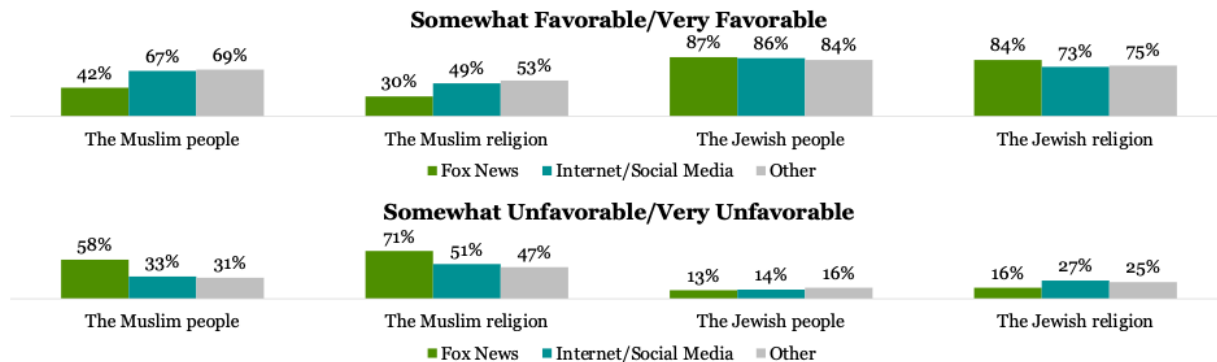 Somewhat Favorable/Very Favorable
42% 67% 69% 30% 49% 53% 87% 86% 84% 84% 73% 75%
The Muslim people The Muslim religion The Jewish people The Jewish religion
Fox News Internet/Social Media Other
Somewhat Unfavorable/Very Unfavorable
58% 33% 31% 71% 51% 47% 13% 14% 16% 16% 27% 25%
The Muslim people The Muslim religion The Jewish people The Jewish religion
Fox News Internet/Social Media Other